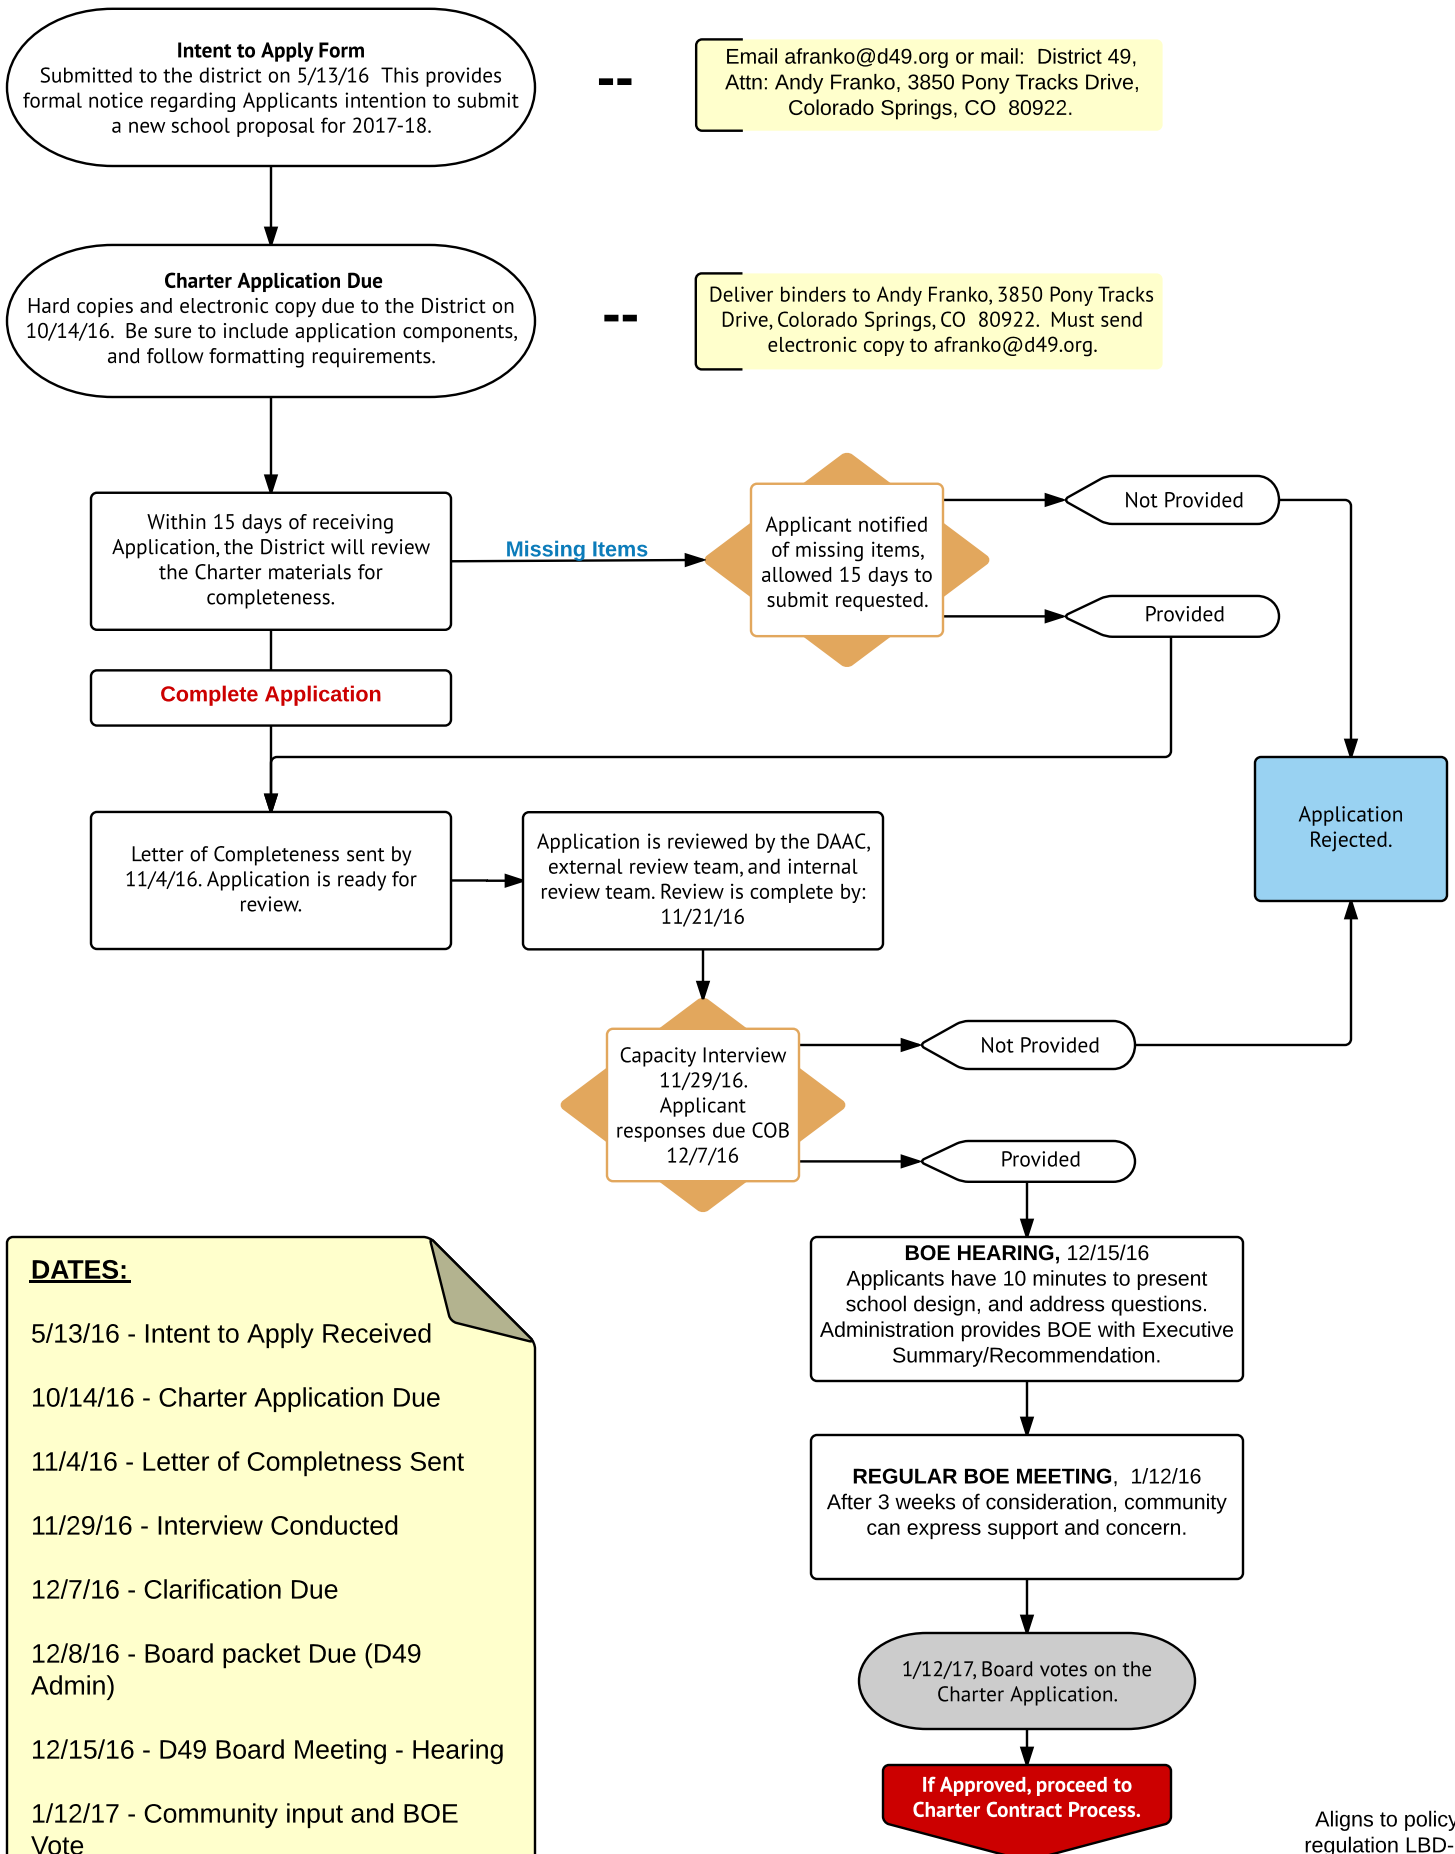 Intent to Apply Form
Submitted to the district on 5/13/16  This provides
formal notice regarding Applicants intention to submit
a new school proposal for 2017-18.
--
Email afranko@d49.org or mail:  District 49,
Attn: Andy Franko, 3850 Pony Tracks Drive,
Colorado Springs, CO  80922.
Charter Application Due
Hard copies and electronic copy due to the District on
10/14/16.  Be sure to include application components,
and follow formatting requirements.
--
Deliver binders to Andy Franko, 3850 Pony Tracks
Drive, Colorado Springs, CO  80922.  Must send
electronic copy to afranko@d49.org.
Within 15 days of receiving
Application, the District will review
the Charter materials for
completeness.
Missing Items
Applicant notified
of missing items,
allowed 15 days to
submit requested.
Not Provided
Provided
Complete Application
Application
Rejected.
Letter of Completeness sent by
11/4/16. Application is ready for
review.
Application is reviewed by the DAAC,
external review team, and internal
review team. Review is complete by:
11/21/16
Capacity Interview
11/29/16.
Applicant
responses due COB
12/7/16
Not Provided
Provided
BOE HEARING, 12/15/16
Applicants have 10 minutes to present
school design, and address questions.
Administration provides BOE with Executive
Summary/Recommendation.
REGULAR BOE MEETING,  1/12/16
After 3 weeks of consideration, community
can express support and concern.
1/12/17, Board votes on the
Charter Application.
If Approved, proceed to
Charter Contract Process.
DATES:
5/13/16 - Intent to Apply Received
10/14/16 - Charter Application Due
11/4/16 - Letter of Completness Sent
11/29/16 - Interview Conducted
12/7/16 - Clarification Due
12/8/16 - Board packet Due (D49
Admin)
12/15/16 - D49 Board Meeting - Hearing
1/12/17 - Community input and BOE
Vote
Aligns to policy
regulation LBD-